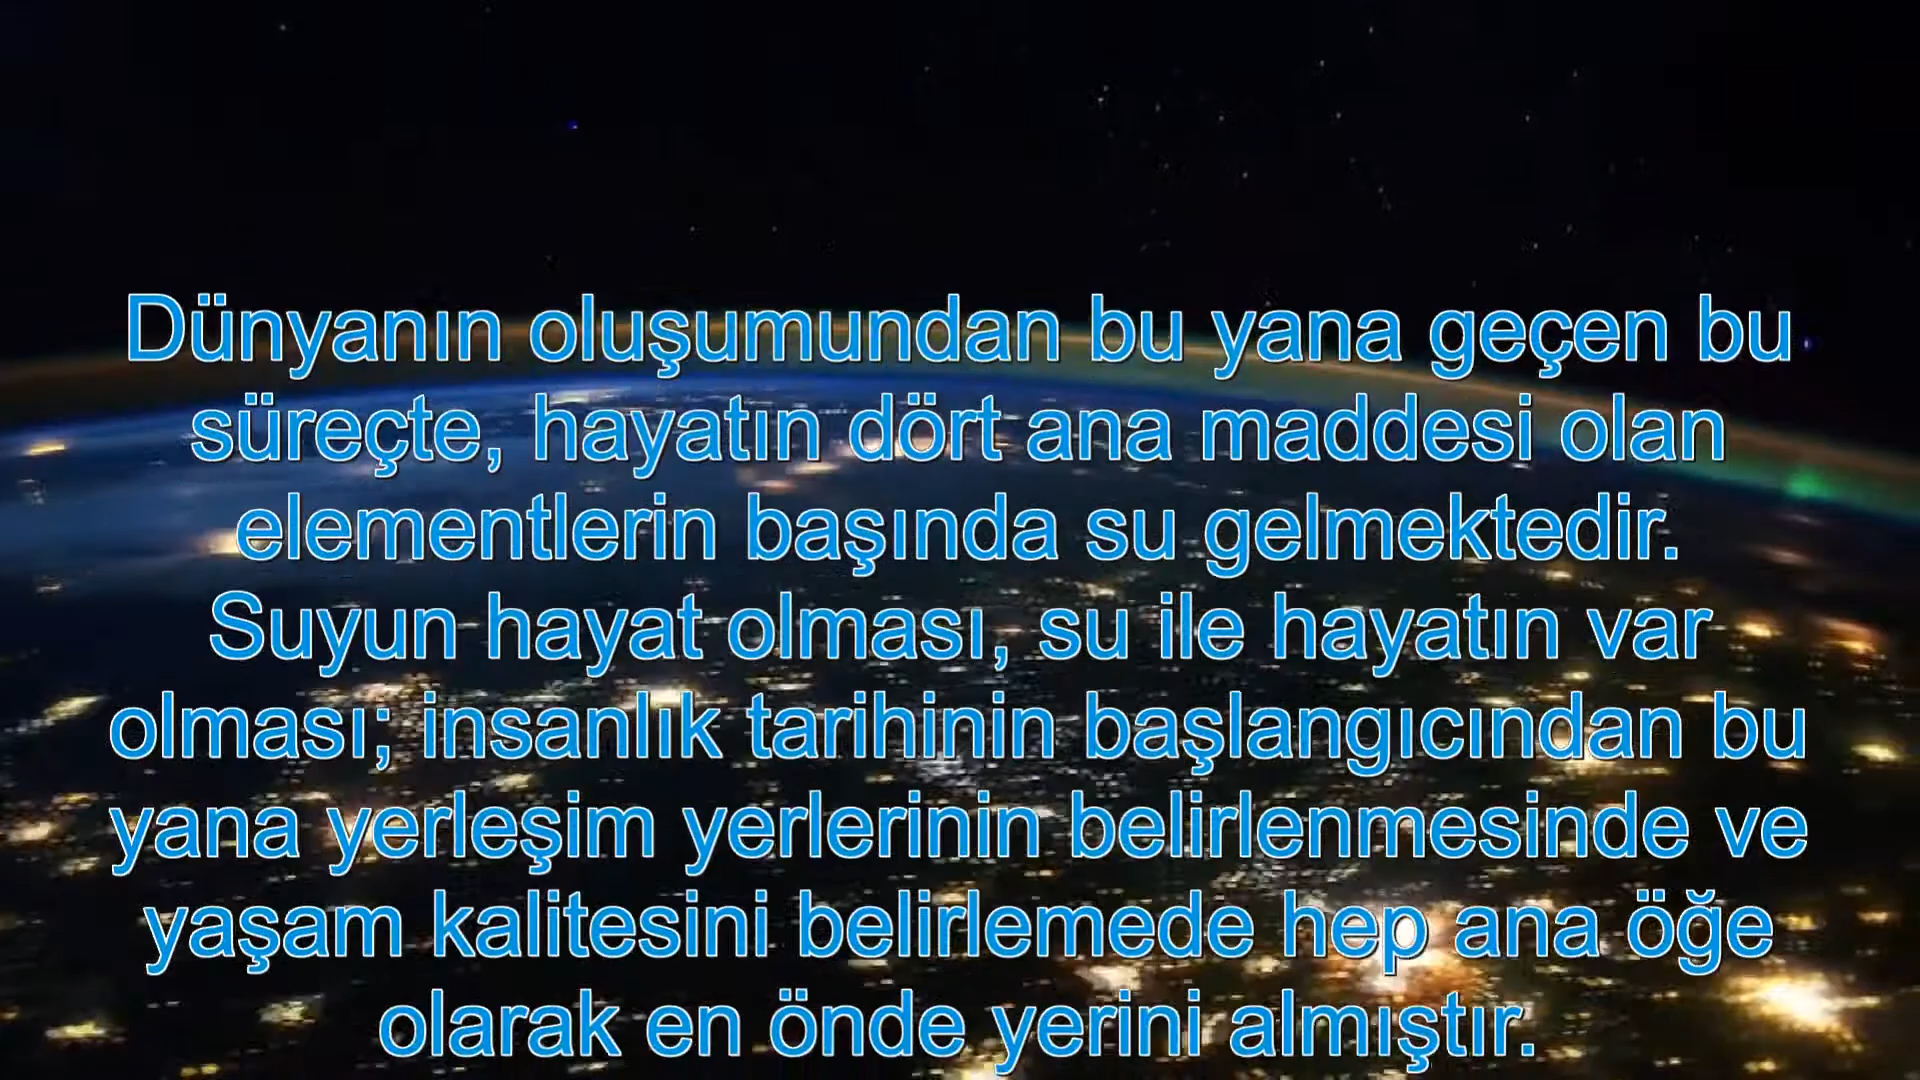 Dünyanın oluşumundan bu yana geçen bu
süreçte, hayatın dört ana maddesi olan
elementlerin başında su gelmektedir.
Suyun hayat olması, su ile hayatın var
olması; insanlık tarihinin başlangıcından bu
yana yerleşim yerlerinin belirlenmesinde ve
yaşam kalitesini belirlemede hep ana öğe
olarak en önde yerini almıştır.